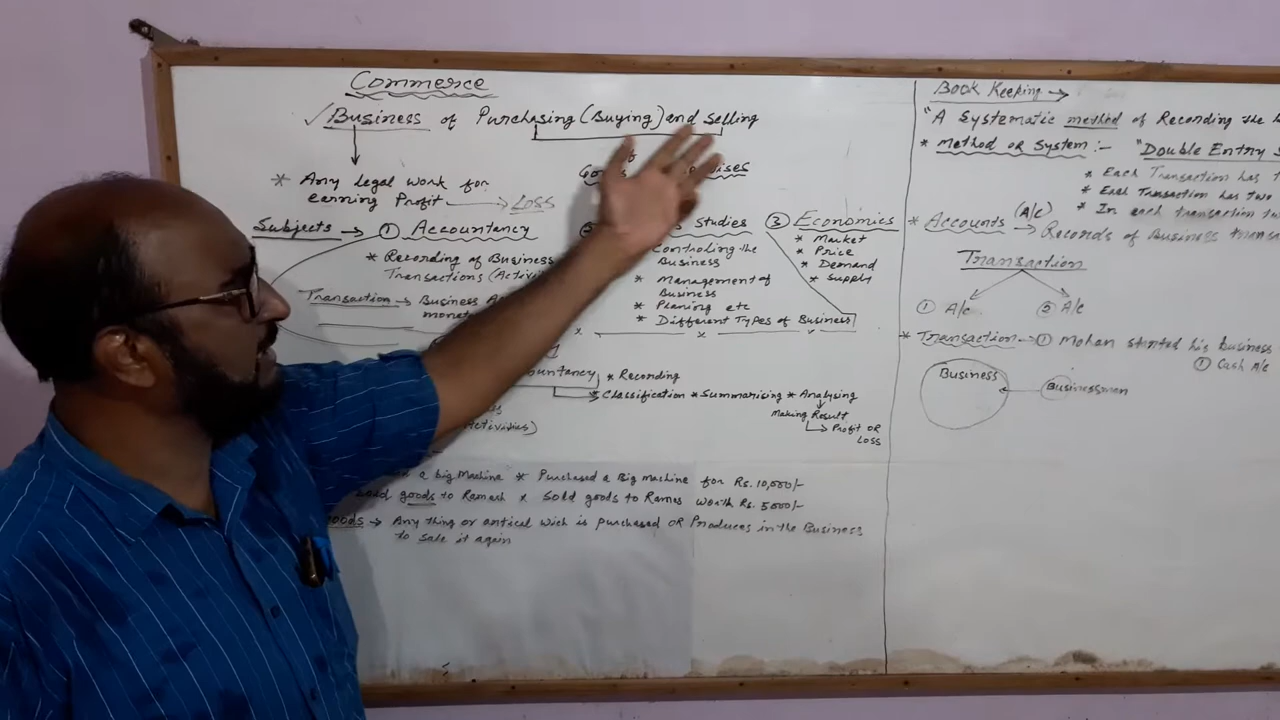 Commerce
✓ Business of Purchasing (Buying) and Selling
* Any legal work for
earning Profit → Loss
Subjects → ① Accountancy
* Recording of Business
Transactions
Transaction → Business
Studies
Controling the
Business
* Management of
Business
* Planing etc
* Different Types of Business
③ Economics
* Market
* Price
* Demand
* Supply
* Recording
* Classification * Summarising * Analysing
Making Result
Profit OR
Loss
a big Machine * Purchased a Big machine for Rs. 10,000/-
goods to Ramesh * Sold goods to Rames worth Rs. 5000/-
→ Any thing or artical wich is purchased OR Produces in the Business
to sale it again
Book Keeping →
"A Systematic method of Recording the
* Method OR System :- "Double Entry
* Each Transaction has
* Each Transaction has two
* In each transaction
* Accounts (A/c) → Records of Business
Transaction
① A/c ② A/c
* Transaction → ① Mohan started his business
① Cash A/c
Business
Businessman